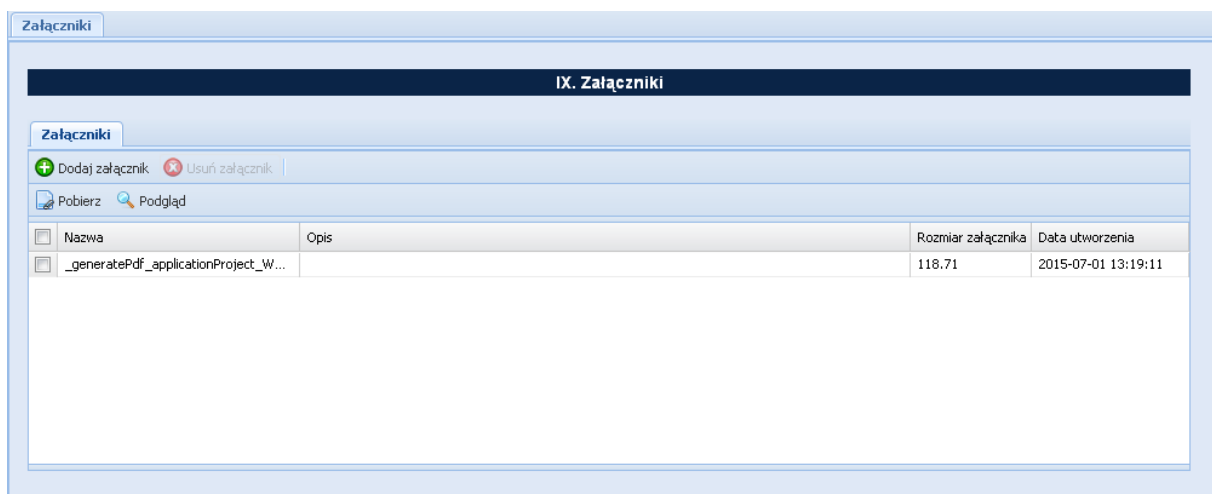 Załączniki
IX. Załączniki
Załączniki
Dodaj załącznik Usuń załącznik
Pobierz Podgląd
Nazwa Opis Rozmiar załącznika Data utworzenia
_generatePdf_applicationProject_W... 118.71 2015-07-01 13:19:11